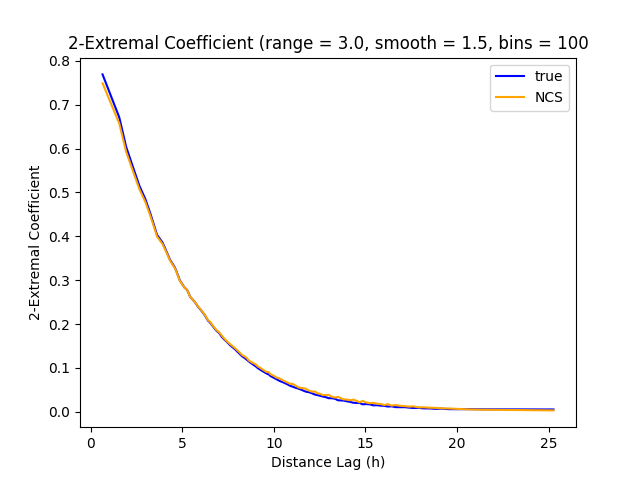 2-Extremal Coefficient (range = 3.0, smooth = 1.5, bins = 100
true
NCS
2-Extremal Coefficient
0.8
0.7
0.6
0.5
0.4
0.3
0.2
0.1
0.0
0 5 10 15 20 25
Distance Lag (h)